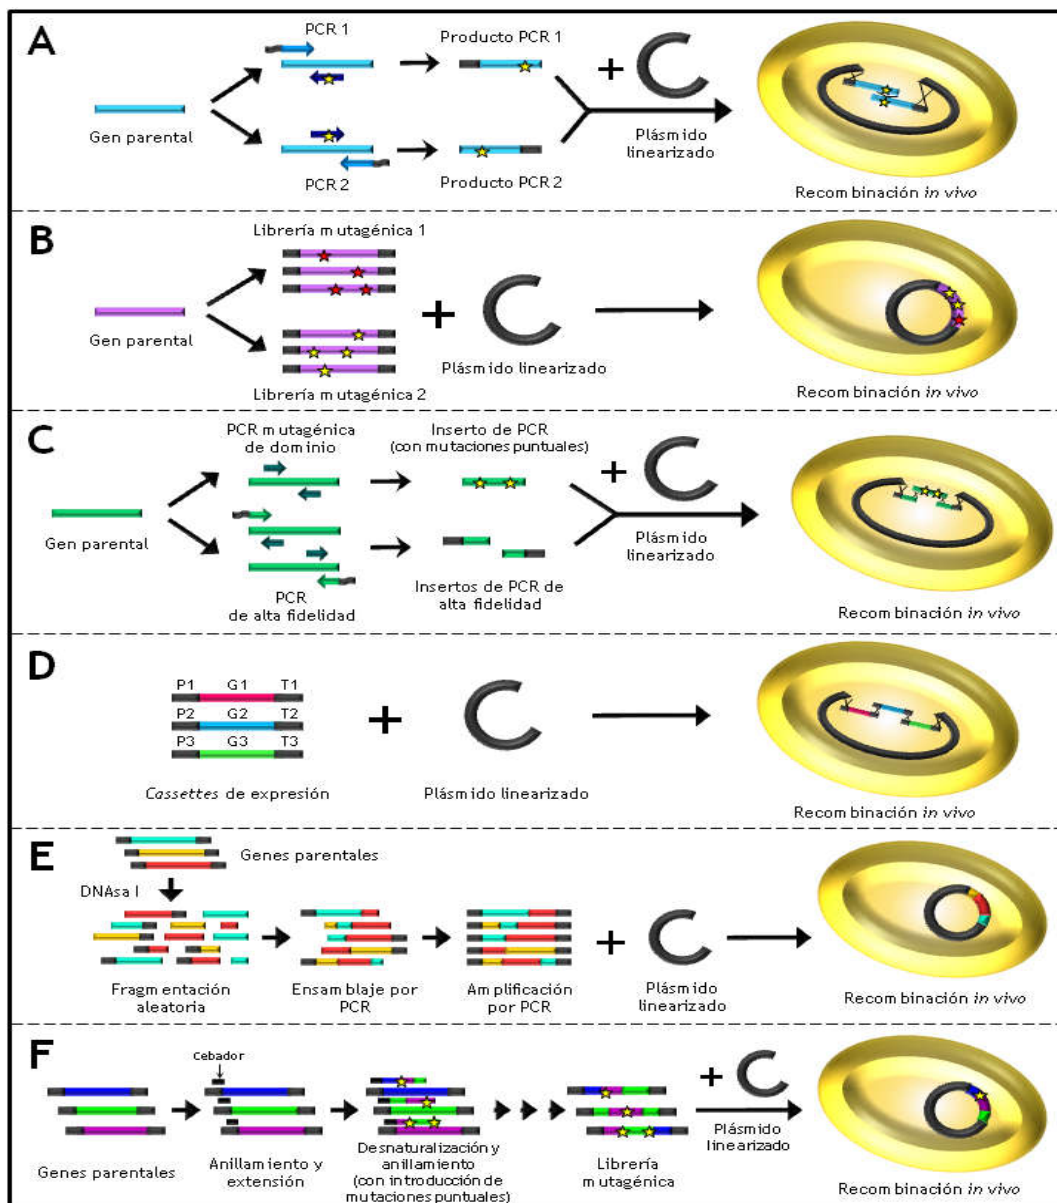 A
PCR 1
Producto PCR 1
Gen parental
Plásmido
linearizado
PCR 2
Producto PCR 2
Recombinación in vivo
B
Librería mutagénica 1
Gen parental
Plásmido linearizado
Librería mutagénica 2
Recombinación in vivo
C
PCR mutagénica
de dominio
Inserto de PCR
(con mutaciones puntuales)
Gen parental
Plásmido
linearizado
PCR
de alta fidelidad
Insertos de PCR de
alta fidelidad
Recombinación in vivo
D
P1 G1 T1
P2 G2 T2
P3 G3 T3
Cassettes de expresión
Plásmido linearizado
Recombinación in vivo
E
Genes parentales
DNAsa I
Fragmentación
aleatoria
Ensamblaje por
PCR
Amplificación
por PCR
Plásmido
linearizado
Recombinación in vivo
F
Cebador
Genes parentales
Anillamiento y
extensión
Desnaturalización y
anillamiento
(con introducción de
mutaciones puntuales)
Librería
mutagénica
Plásmido
linearizado
Recombinación in vivo